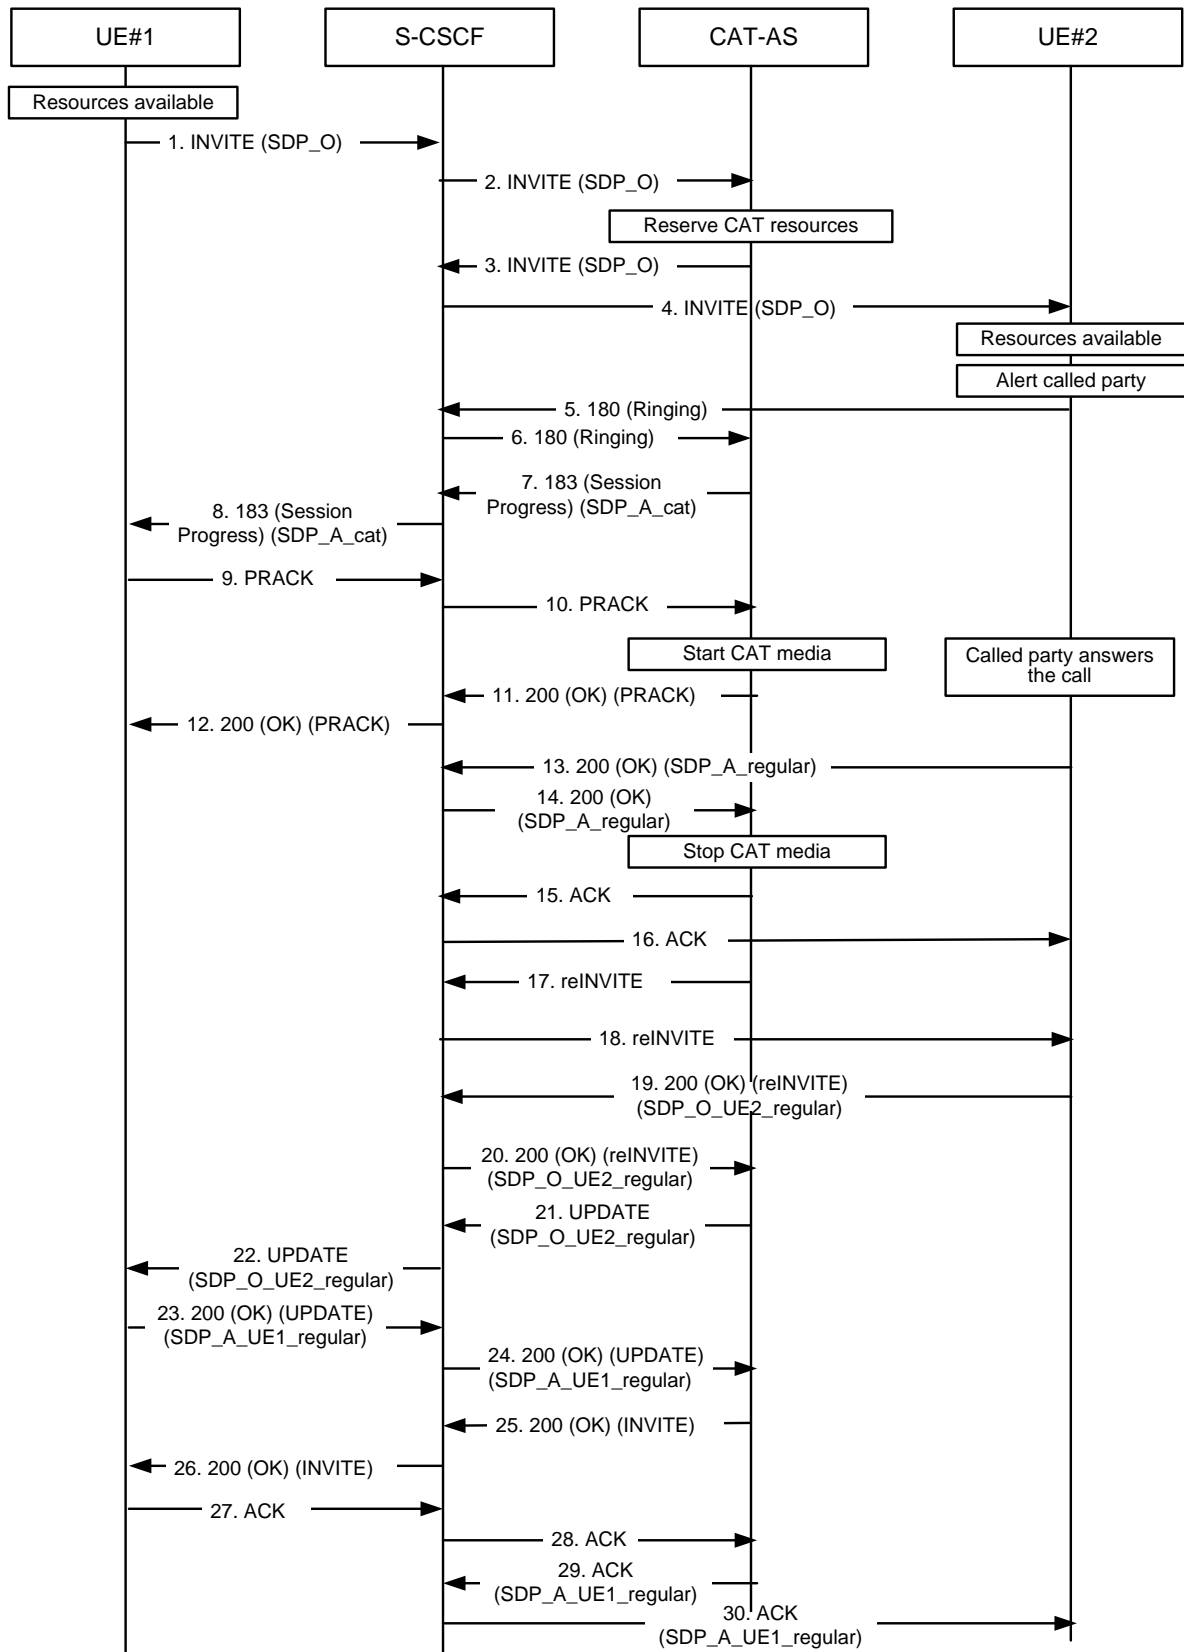 UE#1
S-CSCF
CAT-AS
UE#2
Resources available
1. INVITE (SDP_O)
2. INVITE (SDP_O)
Reserve CAT resources
3. INVITE (SDP_O)
4. INVITE (SDP_O)
Resources available
Alert called party
5. 180 (Ringing)
6. 180 (Ringing)
7. 183 (Session
Progress) (SDP_A_cat)
8. 183 (Session
Progress) (SDP_A_cat)
9. PRACK
10. PRACK
Start CAT media
Called party answers
the call
11. 200 (OK) (PRACK)
12. 200 (OK) (PRACK)
13. 200 (OK) (SDP_A_regular)
14. 200 (OK)
(SDP_A_regular)
Stop CAT media
15. ACK
16. ACK
17. reINVITE
18. reINVITE
19. 200 (OK) (reINVITE)
(SDP_O_UE2_regular)
20. 200 (OK) (reINVITE)
(SDP_O_UE2_regular)
21. UPDATE
(SDP_O_UE2_regular)
22. UPDATE
(SDP_O_UE2_regular)
23. 200 (OK) (UPDATE)
(SDP_A_UE1_regular)
24. 200 (OK) (UPDATE)
(SDP_A_UE1_regular)
25. 200 (OK) (INVITE)
26. 200 (OK) (INVITE)
27. ACK
28. ACK
29. ACK
(SDP_A_UE1_regular)
30. ACK
(SDP_A_UE1_regular)